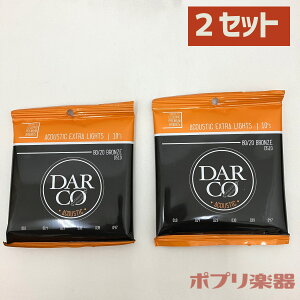 2セット
ACOUSTIC EXTRA LIGHTS | 10's
80/20 BRONZE
D520
DAR
CO
ACOUSTIC
ACOUSTIC EXTRA LIGHTS | 10's
80/20 BRONZE
DAR
CO
ACOUSTIC
ポプリ楽器